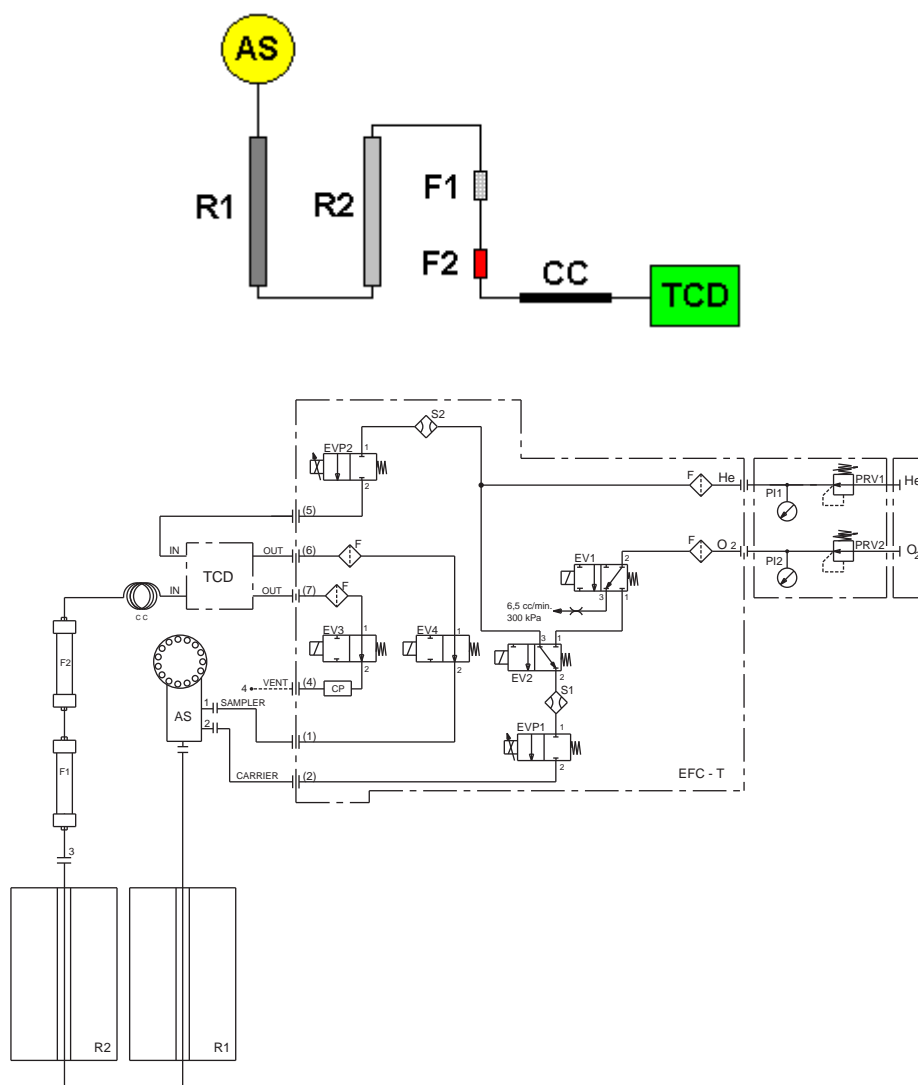 AS
R1
R2
F1
F2
CC
TCD
S2
EVP2
1
2
F
He
PI1
PRV1
He
(5)
IN
OUT
(6)
F
F
O 2
PI2
PRV2
O2
TCD
EV1
2
3
1
IN
OUT
(7)
F
C C
6,5 cc/min.
300 kPa
EV3
1
2
EV4
1
2
3
1
EV2
2
F2
4
VENT
(4)
CP
S1
AS
1
SAMPLER
2
(1)
EVP1
1
2
F1
CARRIER
(2)
EFC - T
3
R2
R1